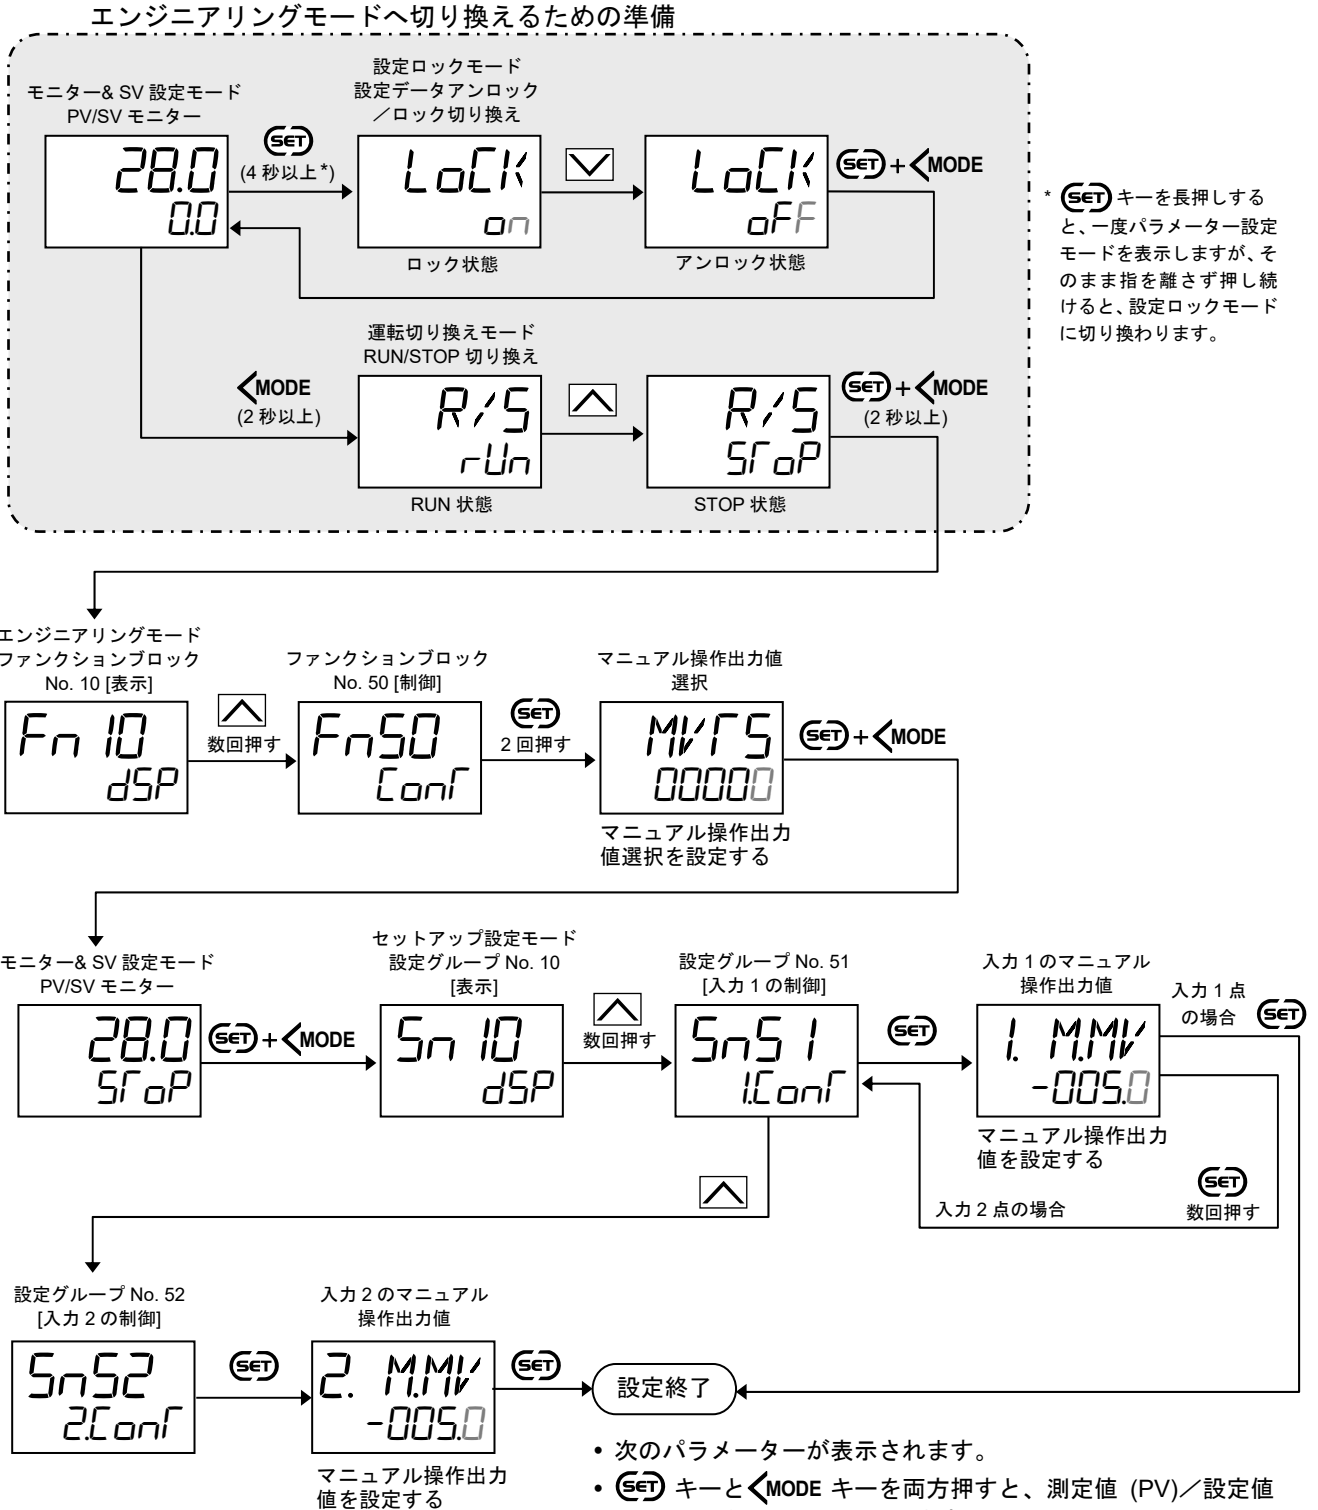 エンジニアリングモードへ切り換えるための準備
モニター& SV 設定モード
PV/SV モニター
28.0
0.0
SET
(4 秒以上*)
設定ロックモード
設定データアンロック
／ロック切り換え
LoCK
on
ロック状態
LoCK
oFF
アンロック状態
SET + <MODE
* SET キーを長押しする
と、一度パラメーター設定
モードを表示しますが、そ
のまま指を離さず押し続
けると、設定ロックモード
に切り換わります。
<MODE
(2 秒以上)
運転切り換えモード
RUN/STOP 切り換え
R/S
rUn
RUN 状態
R/S
SToP
STOP 状態
SET + <MODE
(2 秒以上)
エンジニアリングモード
ファンクションブロック
No. 10 [表示]
Fn 10
dSP
数回押す
ファンクションブロック
No. 50 [制御]
Fn50
ConT
SET
2 回押す
マニュアル操作出力値
選択
MVTS
00000
マニュアル操作出力
値選択を設定する
SET + <MODE
モニター& SV 設定モード
PV/SV モニター
28.0
SToP
SET + <MODE
セットアップ設定モード
設定グループ No. 10
[表示]
Sn 10
dSP
数回押す
設定グループ No. 51
[入力 1 の制御]
Sn51
1.ConT
SET
入力 1 のマニュアル
操作出力値
1. M.MV
-005.0
マニュアル操作出力
値を設定する
入力 1 点
の場合
SET
SET
数回押す
入力 2 点の場合
設定グループ No. 52
[入力 2 の制御]
Sn52
2.ConT
SET
入力 2 のマニュアル
操作出力値
2. M.MV
-005.0
マニュアル操作出力
値を設定する
SET
設定終了
• 次のパラメーターが表示されます。
• SET キーと <MODE キーを両方押すと、測定値 (PV)／設定値